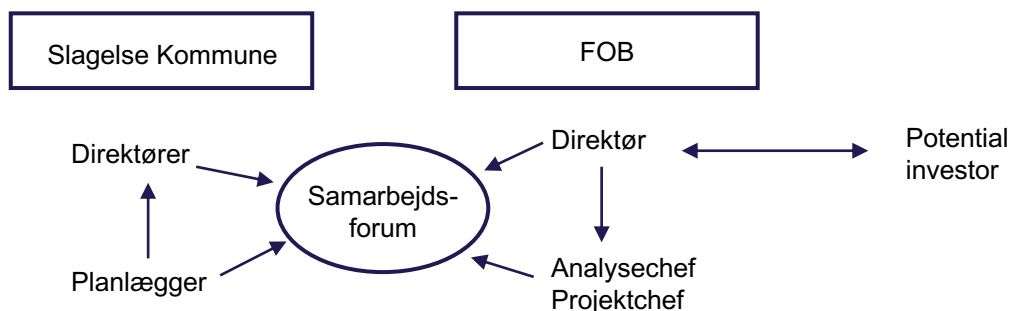 Slagelse Kommune
FOB
Direktører
Samarbejds-
forum
Direktør
Potential
investor
Planlægger
Analysechef
Projektchef